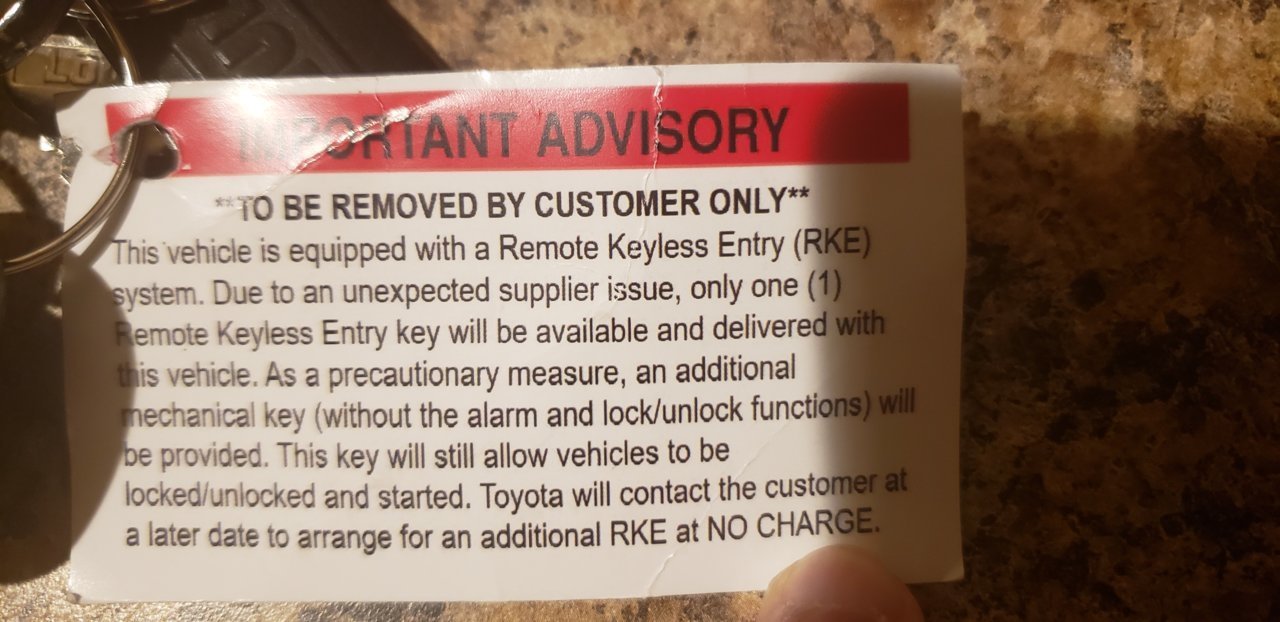 IMPORTANT ADVISORY
**TO BE REMOVED BY CUSTOMER ONLY**
This vehicle is equipped with a Remote Keyless Entry (RKE)
system. Due to an unexpected supplier issue, only one (1)
Remote Keyless Entry key will be available and delivered with
this vehicle. As a precautionary measure, an additional
mechanical key (without the alarm and lock/unlock functions) will
be provided. This key will still allow vehicles to be
locked/unlocked and started. Toyota will contact the customer at
a later date to arrange for an additional RKE at NO CHARGE.